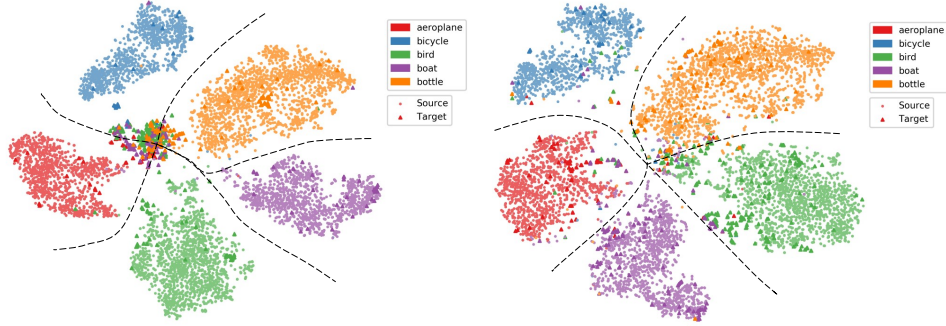 aeroplane
bicycle
bird
boat
bottle
Source
Target
aeroplane
bicycle
bird
boat
bottle
Source
Target